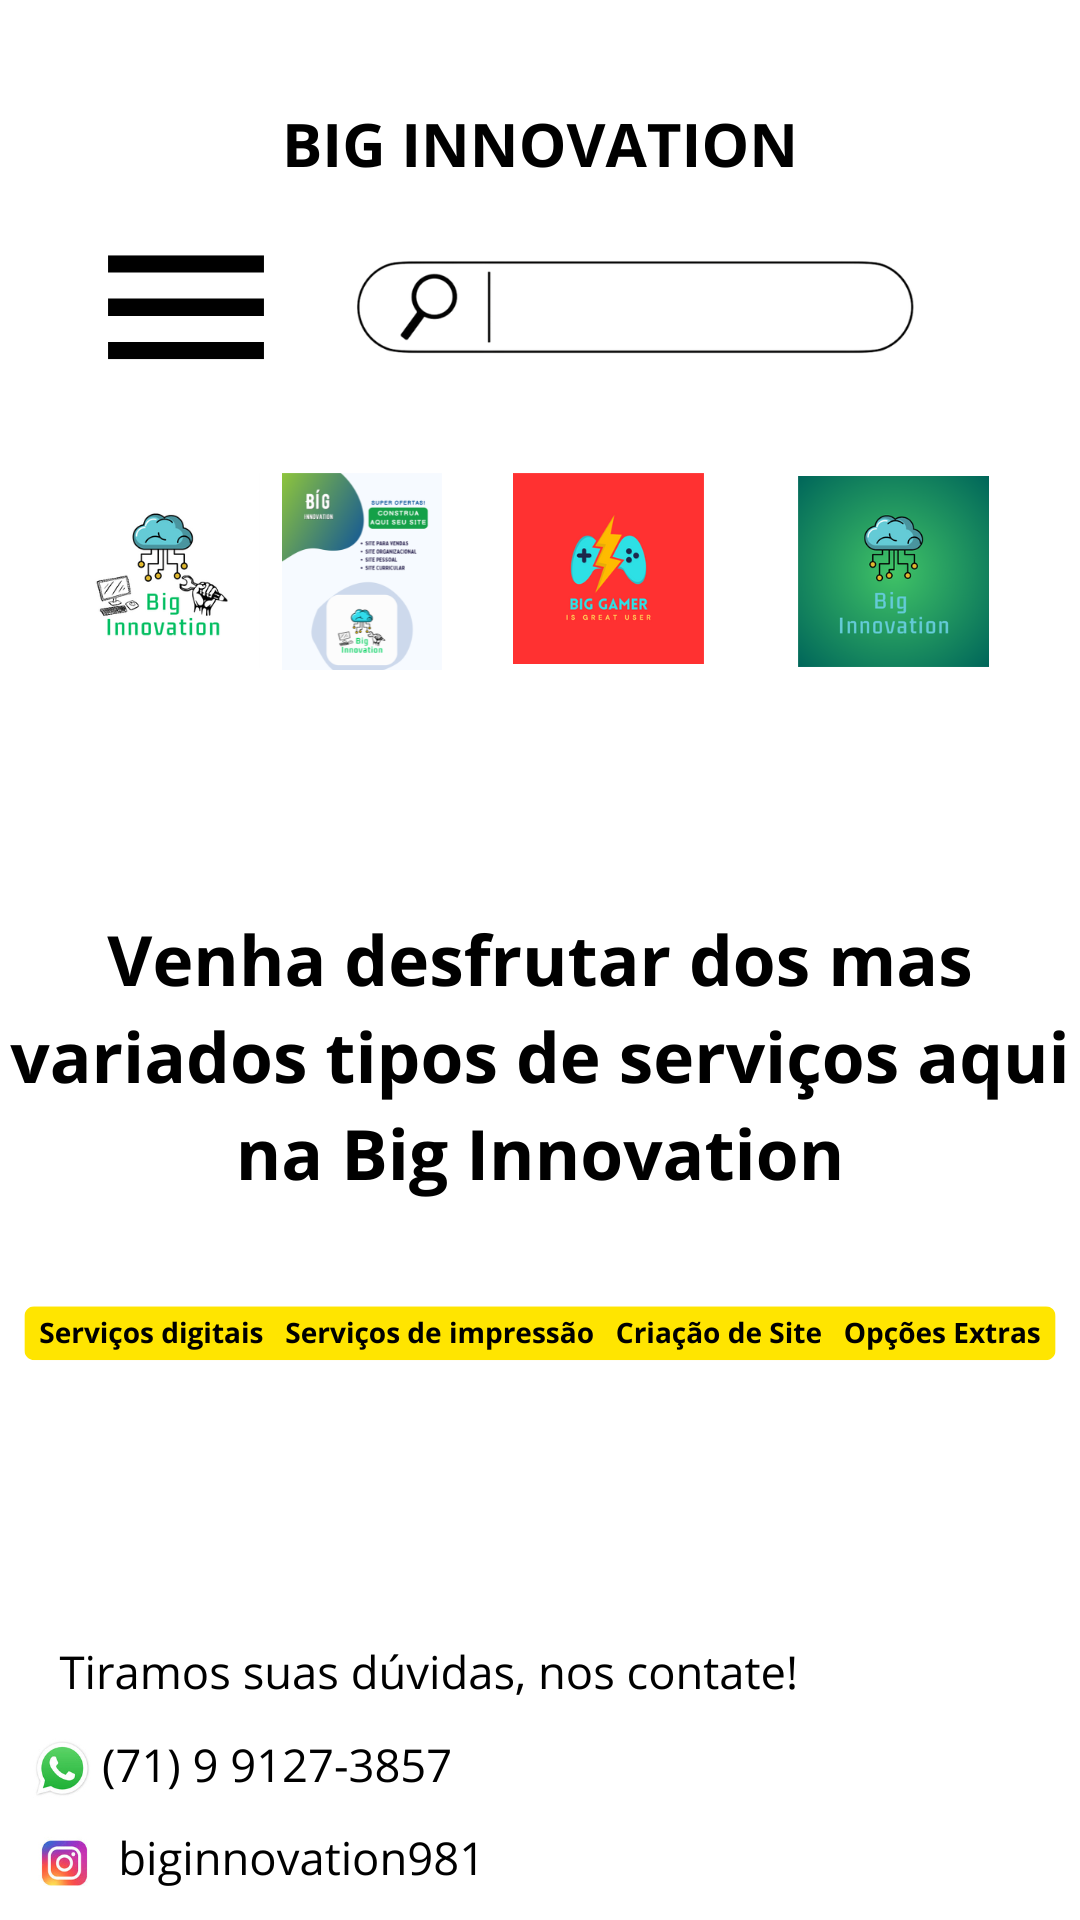 BIG INNOVATION
Big
Innovation
BÍG
INNOVATION
SUPER OFERTAS!
CONSTRUA
AQUI SEU SITE
• SITE PARA VENDAS
• SITE ORGANIZACIONAL
• SITE PESSOAL
• SITE CURRICULAR
Big
Innovation
BIG GAMER
IS GREAT USER
Big
Innovation
Venha desfrutar dos mas
variados tipos de serviços aqui
na Big Innovation
Serviços digitais Serviços de impressão Criação de Site Opções Extras
Tiramos suas dúvidas, nos contate!
(71) 9 9127-3857
biginnovation981